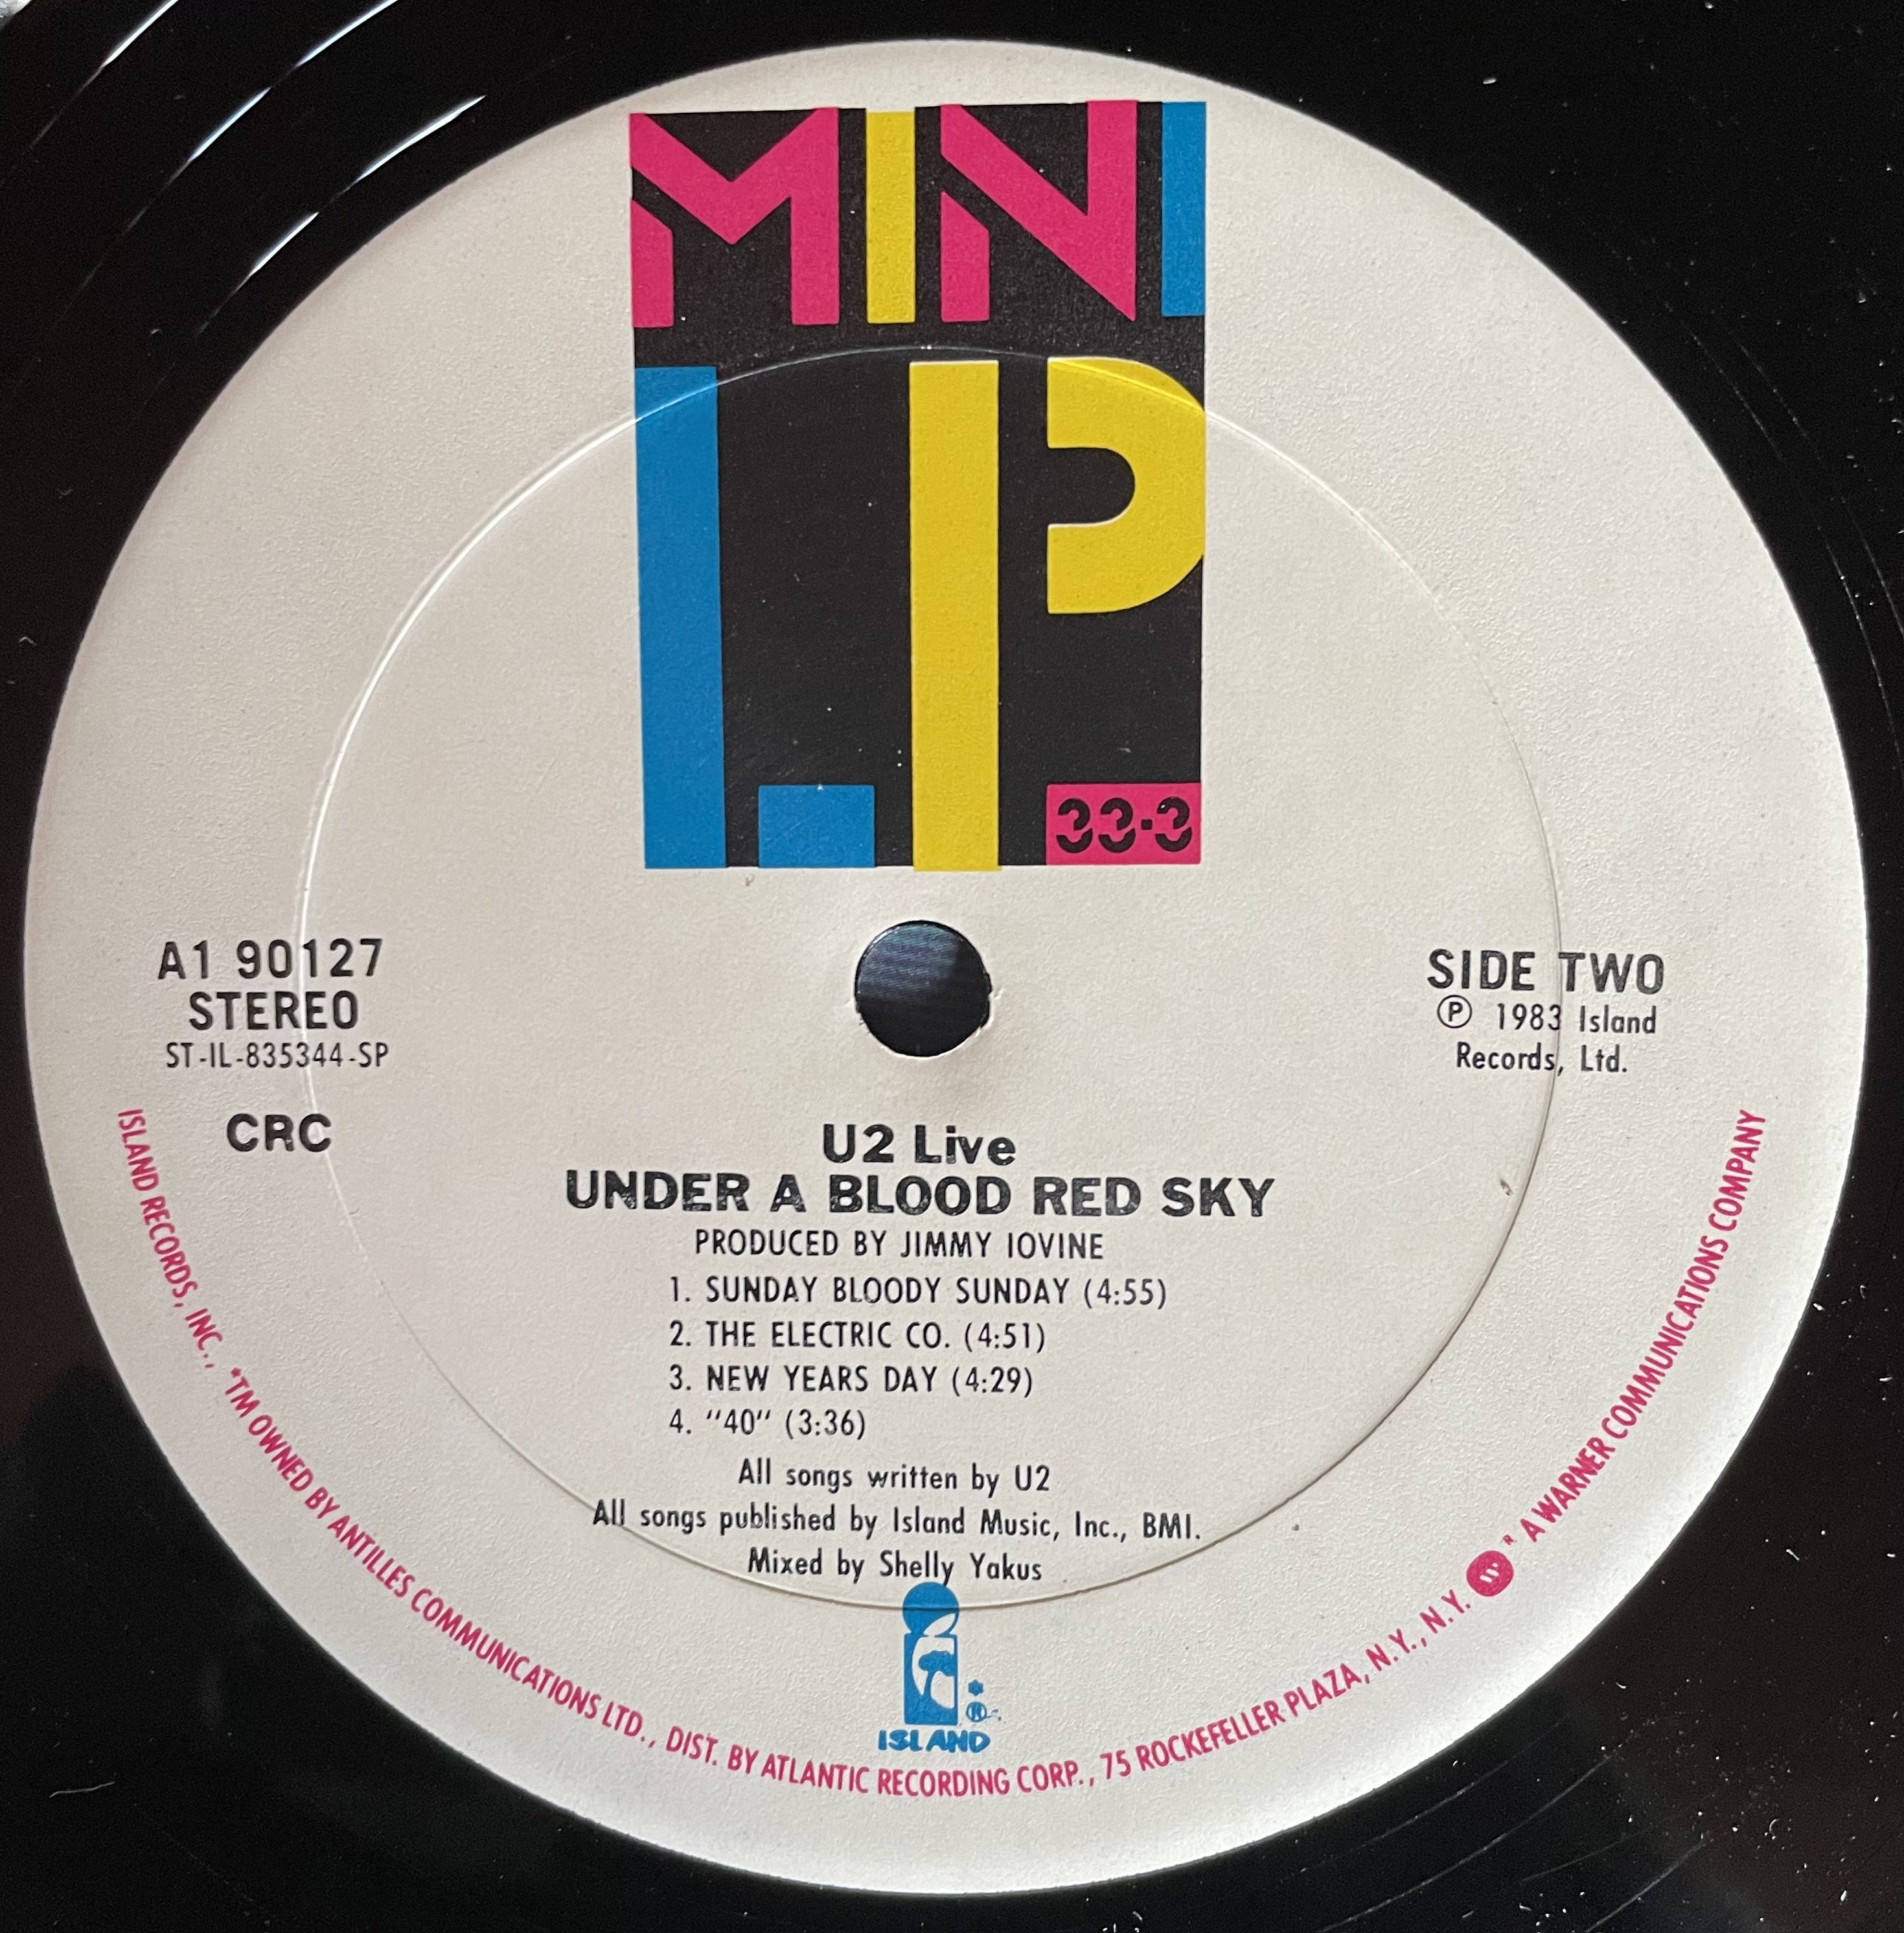 MINI
LP
33·3
A1 90127
STEREO
ST-IL-835344-SP
CRC
SIDE TWO
Ⓟ 1983 Island
Records, Ltd.
U2 Live
UNDER A BLOOD RED SKY
PRODUCED BY JIMMY IOVINE
1. SUNDAY BLOODY SUNDAY (4:55)
2. THE ELECTRIC CO. (4:51)
3. NEW YEARS DAY (4:29)
4. "40" (3:36)
All songs written by U2
All songs published by Island Music, Inc., BMI.
Mixed by Shelly Yakus
*
®
ISLAND
ISLAND RECORDS, INC., *TM OWNED BY ANTILLES COMMUNICATIONS LTD., DIST. BY ATLANTIC RECORDING CORP., 75 ROCKEFELLER PLAZA, N.Y., N.Y. W ® A WARNER COMMUNICATIONS COMPANY